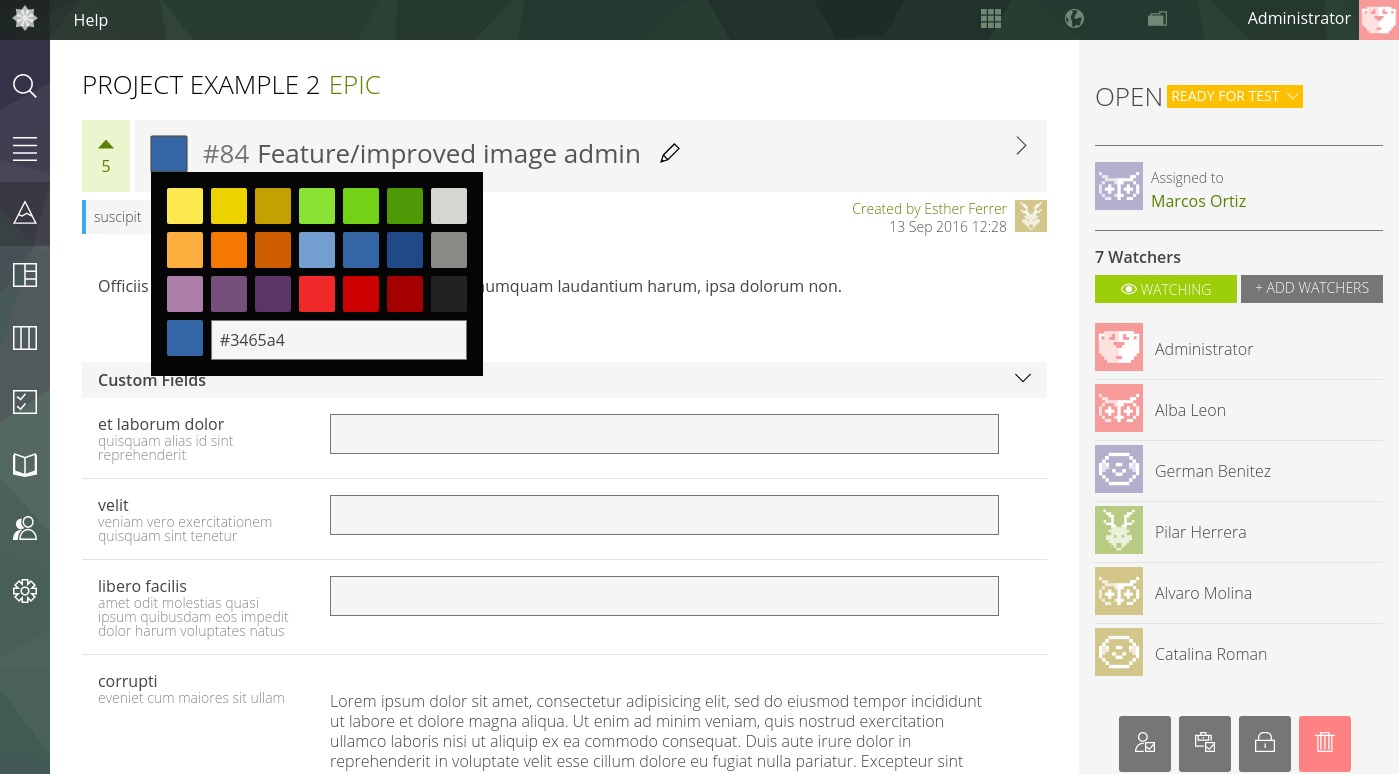 Help
Administrator
PROJECT EXAMPLE 2 EPIC
5
#84 Feature/improved image admin
suscipit
Created by Esther Ferrer
13 Sep 2016 12:28
Officiis
numquam laudantium harum, ipsa dolorum non.
#3465a4
Custom Fields
et laborum dolor
quisquam alias id sint
reprehenderit
velit
veniam vero exercitationem
quisquam sint tenetur
libero facilis
amet odit molestias quasi
ipsum quibusdam eos impedit
dolor harum voluptates natus
corrupti
eveniet cum maiores sit ullam
Lorem ipsum dolor sit amet, consectetur adipisicing elit, sed do eiusmod tempor incididunt
ut labore et dolore magna aliqua. Ut enim ad minim veniam, quis nostrud exercitation
ullamco laboris nisi ut aliquip ex ea commodo consequat. Duis aute irure dolor in
reprehenderit in voluptate velit esse cillum dolore eu fugiat nulla pariatur. Excepteur sint
OPEN READY FOR TEST
Assigned to
Marcos Ortiz
7 Watchers
WATCHING
+ ADD WATCHERS
Administrator
Alba Leon
German Benitez
Pilar Herrera
Alvaro Molina
Catalina Roman